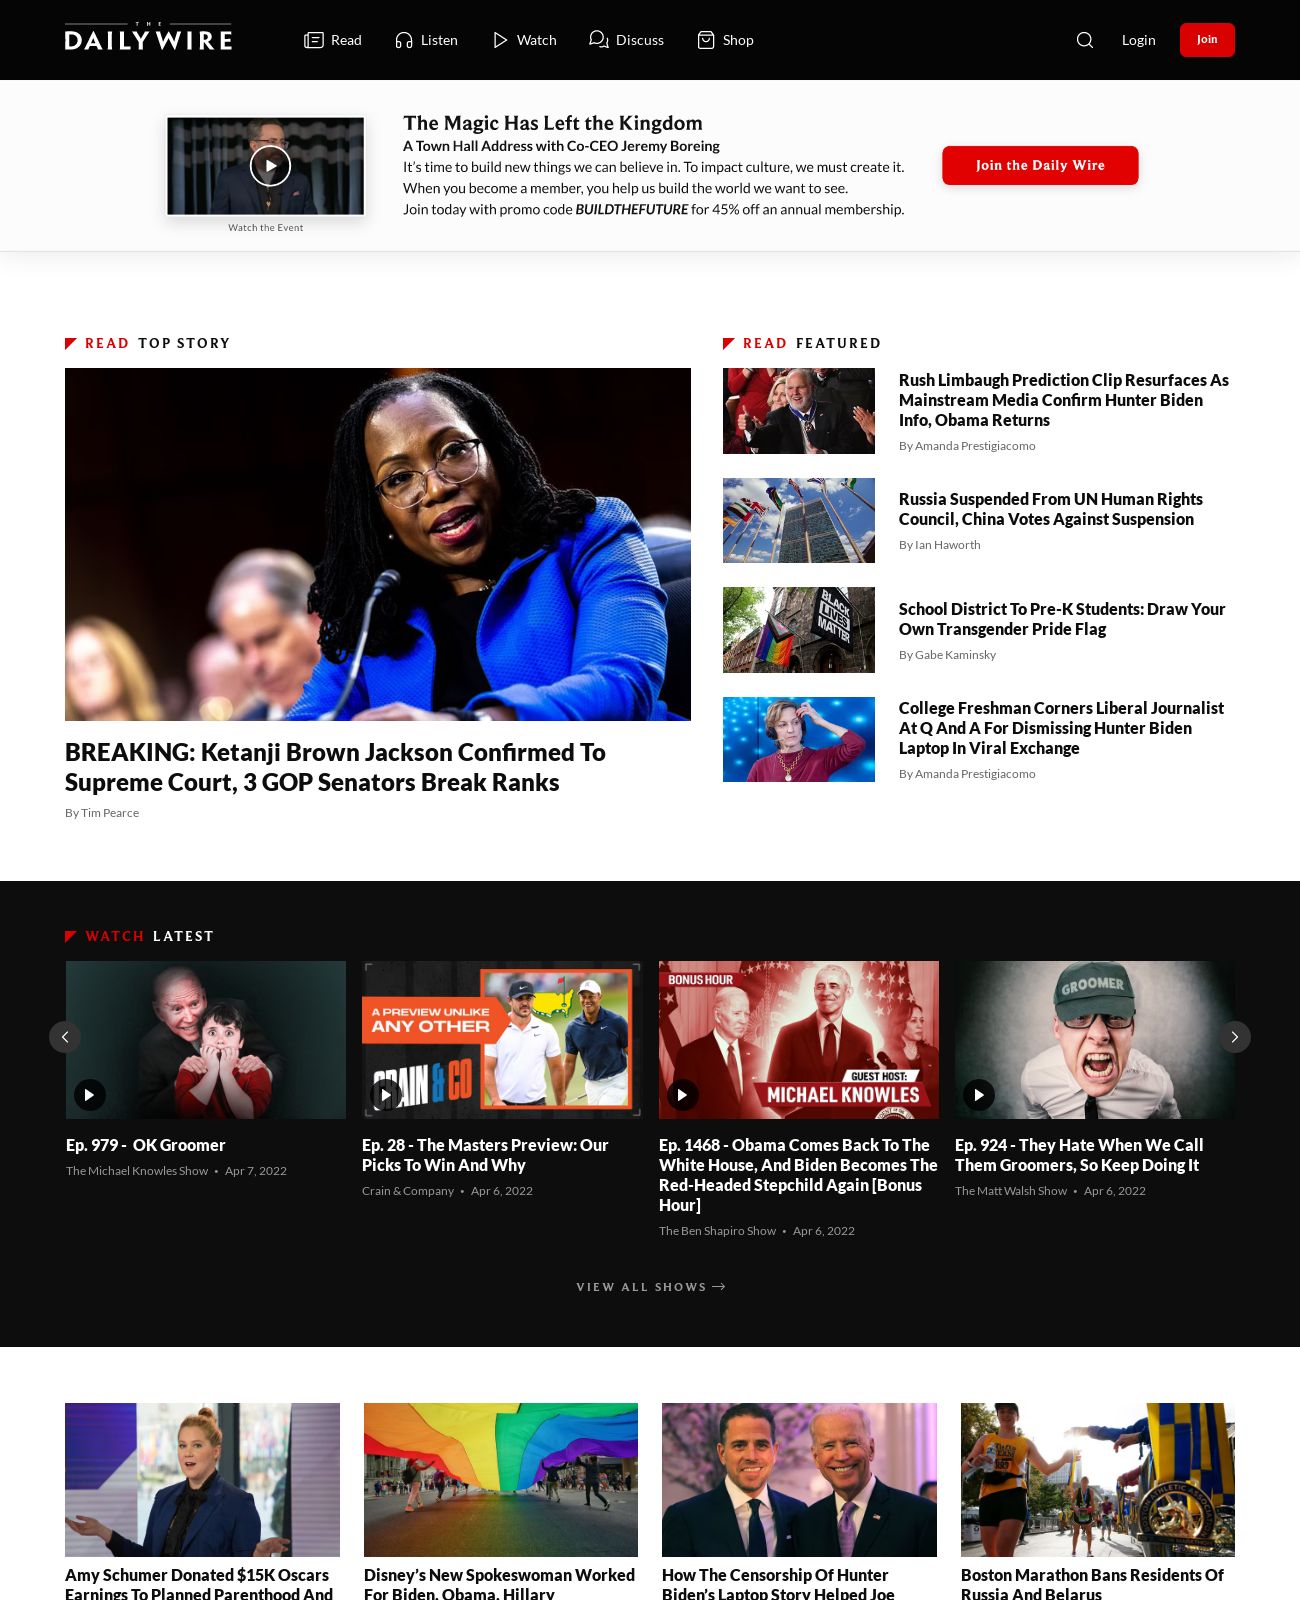 THE
DAILYWIRE
Read
Listen
Watch
Discuss
Shop
Login
Join
The Magic Has Left the Kingdom
A Town Hall Address with Co-CEO Jeremy Boreing
It's time to build new things we can believe in. To impact culture, we must create it.
When you become a member, you help us build the world we want to see.
Join today with promo code BUILDTHEFUTURE for 45% off an annual membership.
Watch the Event
Join the Daily Wire
READ TOP STORY
BREAKING: Ketanji Brown Jackson Confirmed To
Supreme Court, 3 GOP Senators Break Ranks
By Tim Pearce
READ FEATURED
Rush Limbaugh Prediction Clip Resurfaces As
Mainstream Media Confirm Hunter Biden
Info, Obama Returns
By Amanda Prestigiacomo
Russia Suspended From UN Human Rights
Council, China Votes Against Suspension
By Ian Haworth
BLACK
LIVES
MATTER
School District To Pre-K Students: Draw Your
Own Transgender Pride Flag
By Gabe Kaminsky
College Freshman Corners Liberal Journalist
At Q And A For Dismissing Hunter Biden
Laptop In Viral Exchange
By Amanda Prestigiacomo
WATCH LATEST
Ep. 979 -  OK Groomer
The Michael Knowles Show • Apr 7, 2022
A PREVIEW UNLIKE
ANY OTHER
CRAIN & CO
Ep. 28 - The Masters Preview: Our
Picks To Win And Why
Crain & Company • Apr 6, 2022
BONUS HOUR
GUEST HOST:
MICHAEL KNOWLES
Ep. 1468 - Obama Comes Back To The
White House, And Biden Becomes The
Red-Headed Stepchild Again [Bonus
Hour]
The Ben Shapiro Show • Apr 6, 2022
GROOMER
Ep. 924 - They Hate When We Call
Them Groomers, So Keep Doing It
The Matt Walsh Show • Apr 6, 2022
VIEW ALL SHOWS
Amy Schumer Donated $15K Oscars
Earnings To Planned Parenthood And
Disney's New Spokeswoman Worked
For Biden, Obama, Hillary
How The Censorship Of Hunter
Biden's Laptop Story Helped Joe
Boston Marathon Bans Residents Of
Russia And Belarus